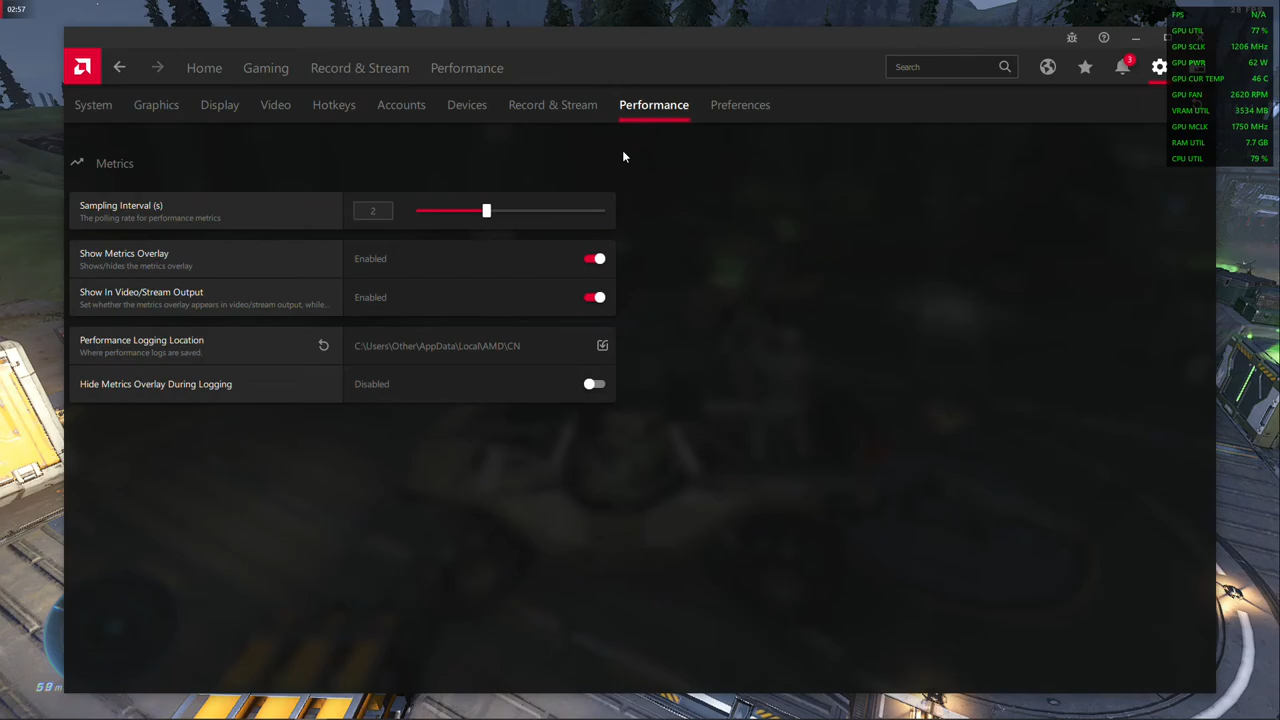 02:57
FPS N/A
GPU UTIL 77 %
GPU SCLK 1206 MHz
GPU PWR 62 W
GPU CUR TEMP 46 C
GPU FAN 2620 RPM
VRAM UTIL 3534 MB
GPU MCLK 1750 MHz
RAM UTIL 7.7 GB
CPU UTIL 79 %
Home Gaming Record & Stream Performance
Search
3
System Graphics Display Video Hotkeys Accounts Devices Record & Stream Performance Preferences
Metrics
Sampling Interval (s)
The polling rate for performance metrics
2
Show Metrics Overlay
Shows/hides the metrics overlay
Enabled
Show In Video/Stream Output
Set whether the metrics overlay appears in video/stream output, while...
Enabled
Performance Logging Location
Where performance logs are saved.
C:\Users\Other\AppData\Local\AMD\CN
Hide Metrics Overlay During Logging
Disabled
59m